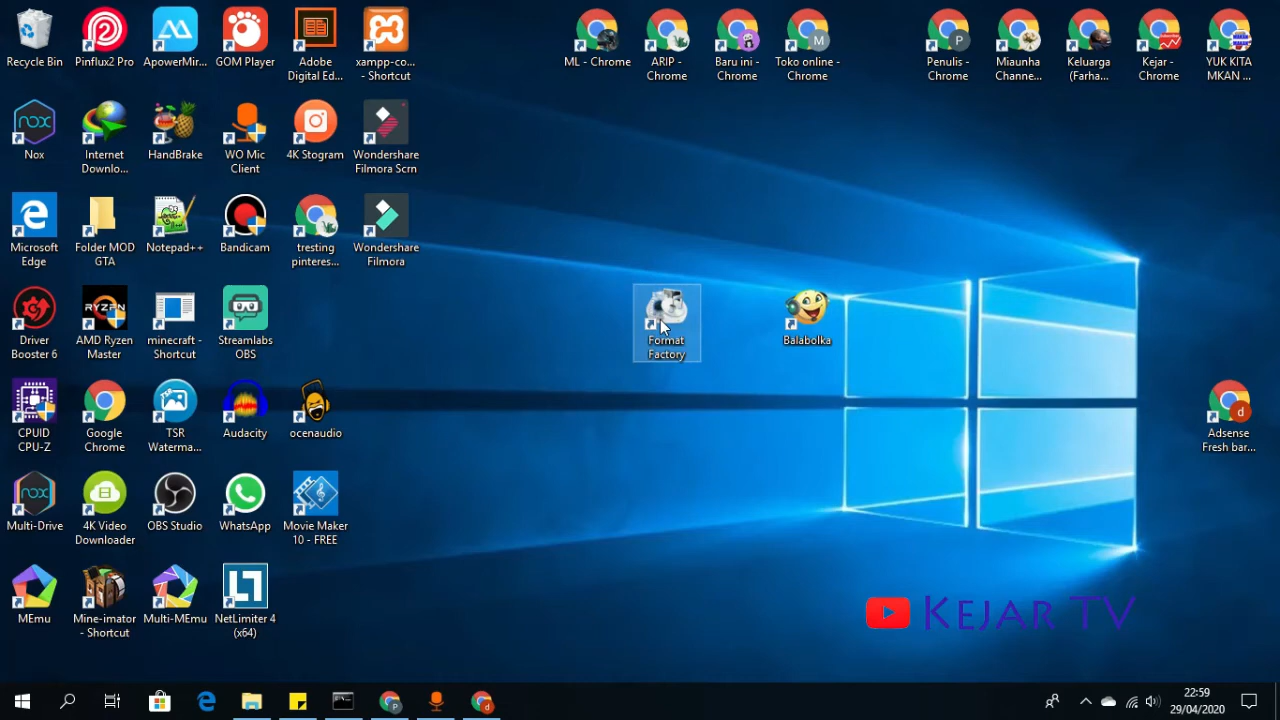 Recycle Bin
Pinflux2 Pro
ApowerMir...
GOM Player
Adobe
Digital Ed...
xampp-co...
- Shortcut
ML - Chrome
ARIP -
Chrome
Baru ini -
Chrome
Toko online -
Chrome
Penulis -
Chrome
Miaunha
Channe...
Keluarga
(Farha...
Kejar -
Chrome
YUK KITA
MKAN ...
Nox
Internet
Downlo...
HandBrake
WO Mic
Client
4K Stogram
Wondershare
Filmora Scrn
Microsoft
Edge
Folder MOD
GTA
Notepad++
Bandicam
tresting
pinteres...
Wondershare
Filmora
Driver
Booster 6
RYZEN
AMD Ryzen
Master
minecraft -
Shortcut
Streamlabs
OBS
Format
Factory
Balabolka
CPUID
CPU-Z
Google
Chrome
TSR
Waterma...
Audacity
ocenaudio
Adsense
Fresh bar...
Multi-Drive
4K Video
Downloader
OBS Studio
WhatsApp
Movie Maker
10 - FREE
MEmu
Mine-imator
- Shortcut
Multi-MEmu
NetLimiter 4
(x64)
KEJAR TV
22:59
29/04/2020